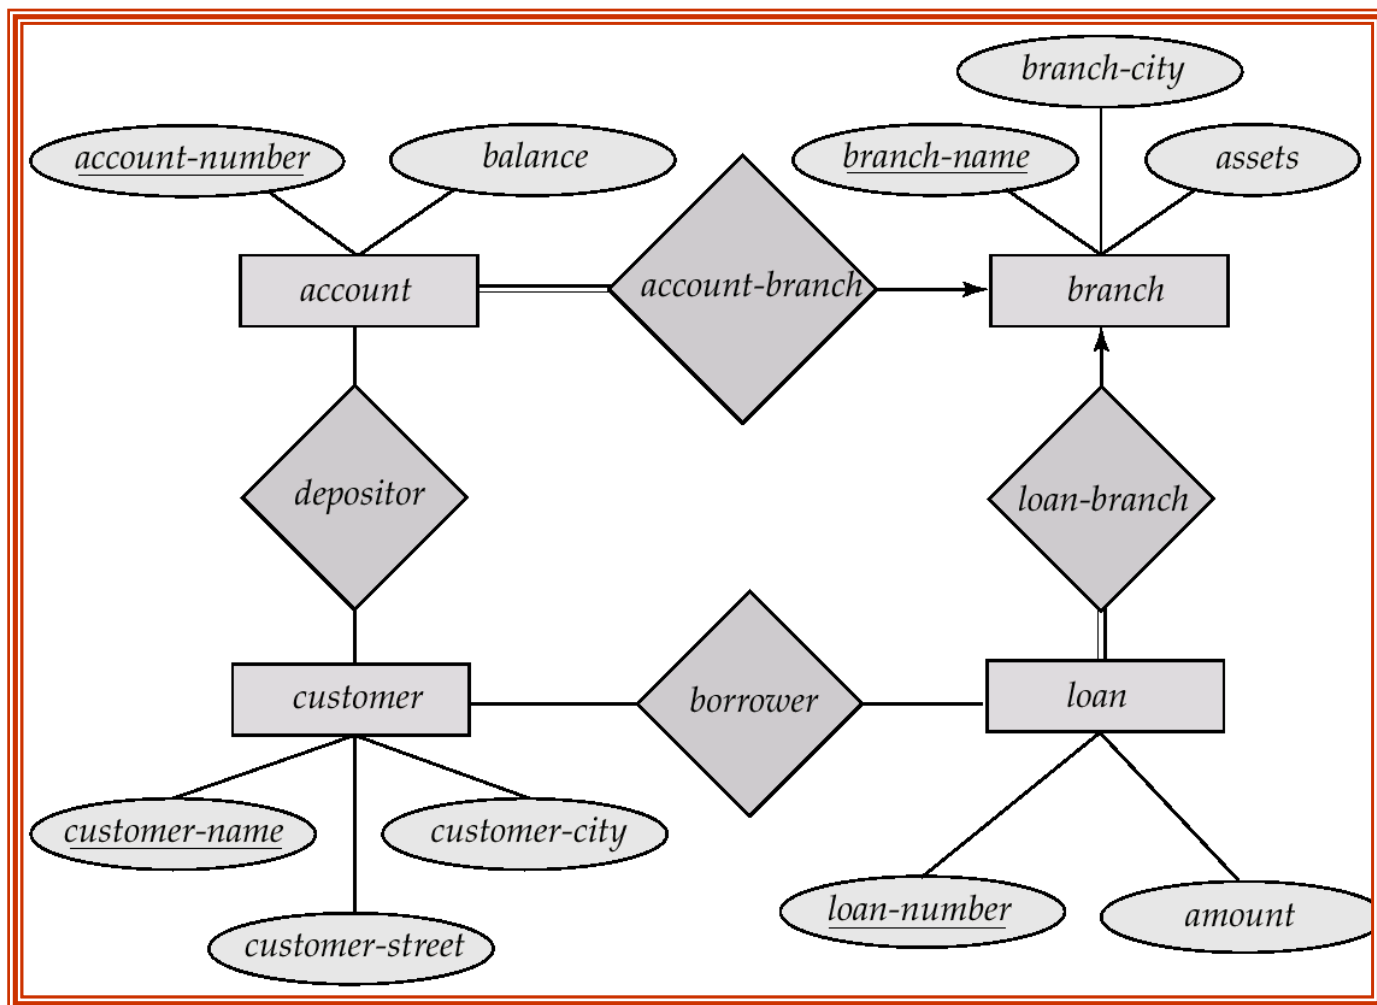 branch-city
account-number
balance
branch-name
assets
account
account-branch
branch
depositor
loan-branch
customer
borrower
loan
customer-name
customer-city
loan-number
amount
customer-street